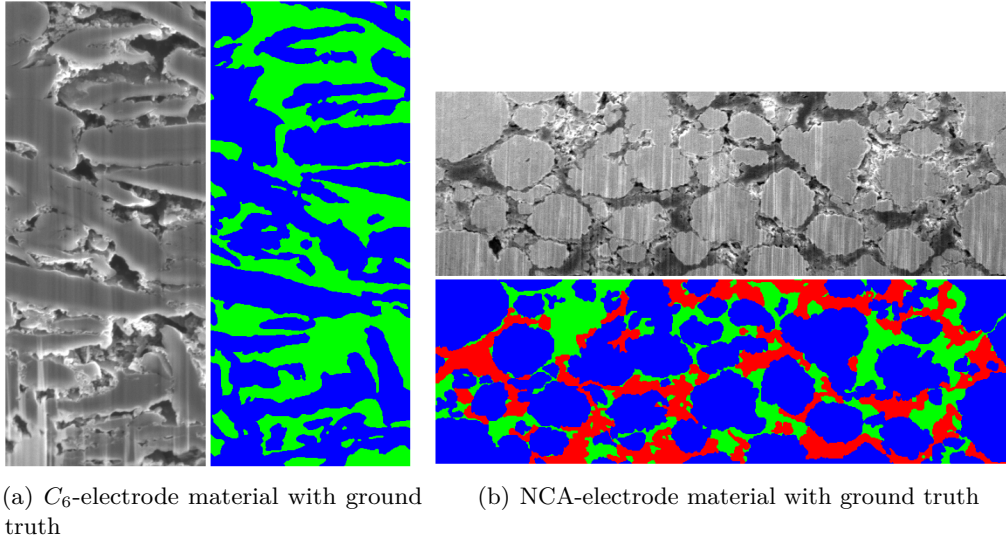 (a) C₆-electrode material with ground
truth
(b) NCA-electrode material with ground truth